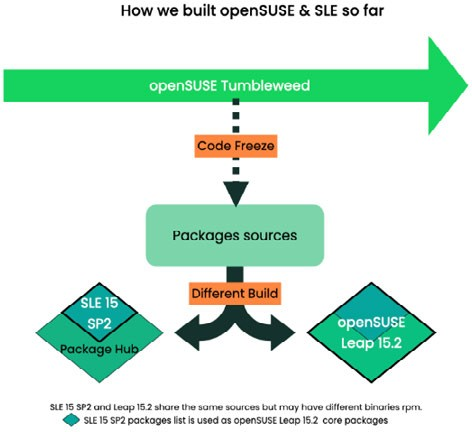 How we built openSUSE & SLE so far
openSUSE Tumbleweed
Code Freeze
Packages sources
Different Build
SLE 15
SP2
Package Hub
openSUSE
Leap 15.2
SLE 15 SP2 and Leap 15.2 share the same sources but may have different binaries rpm.
SLE 15 SP2 packages list is used as openSUSE Leap 15.2 core packages